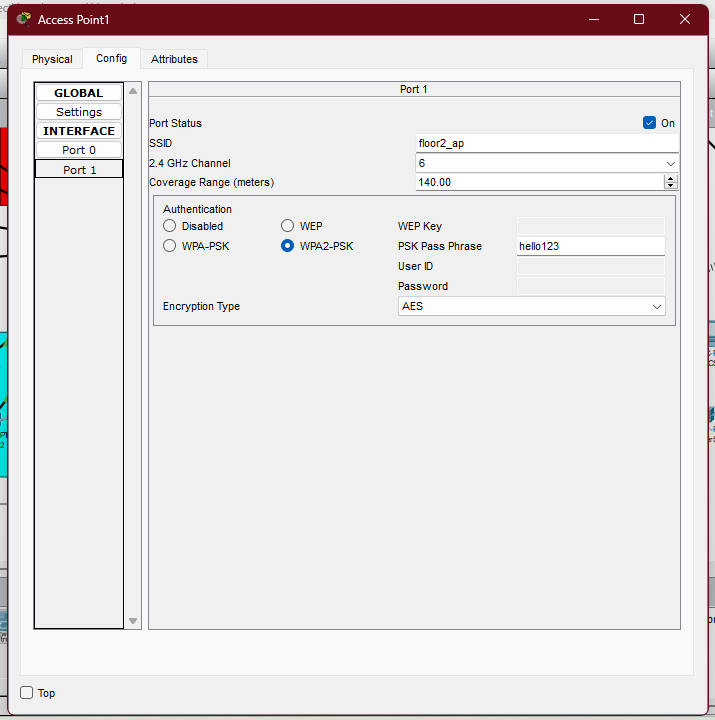 Access Point1
Physical Config Attributes
GLOBAL
Settings
INTERFACE
Port 0
Port 1
Port 1
Port Status On
SSID floor2_ap
2.4 GHz Channel 6
Coverage Range (meters) 140.00
Authentication
Disabled WEP WEP Key
WPA-PSK WPA2-PSK PSK Pass Phrase hello123
User ID
Password
Encryption Type AES
Top